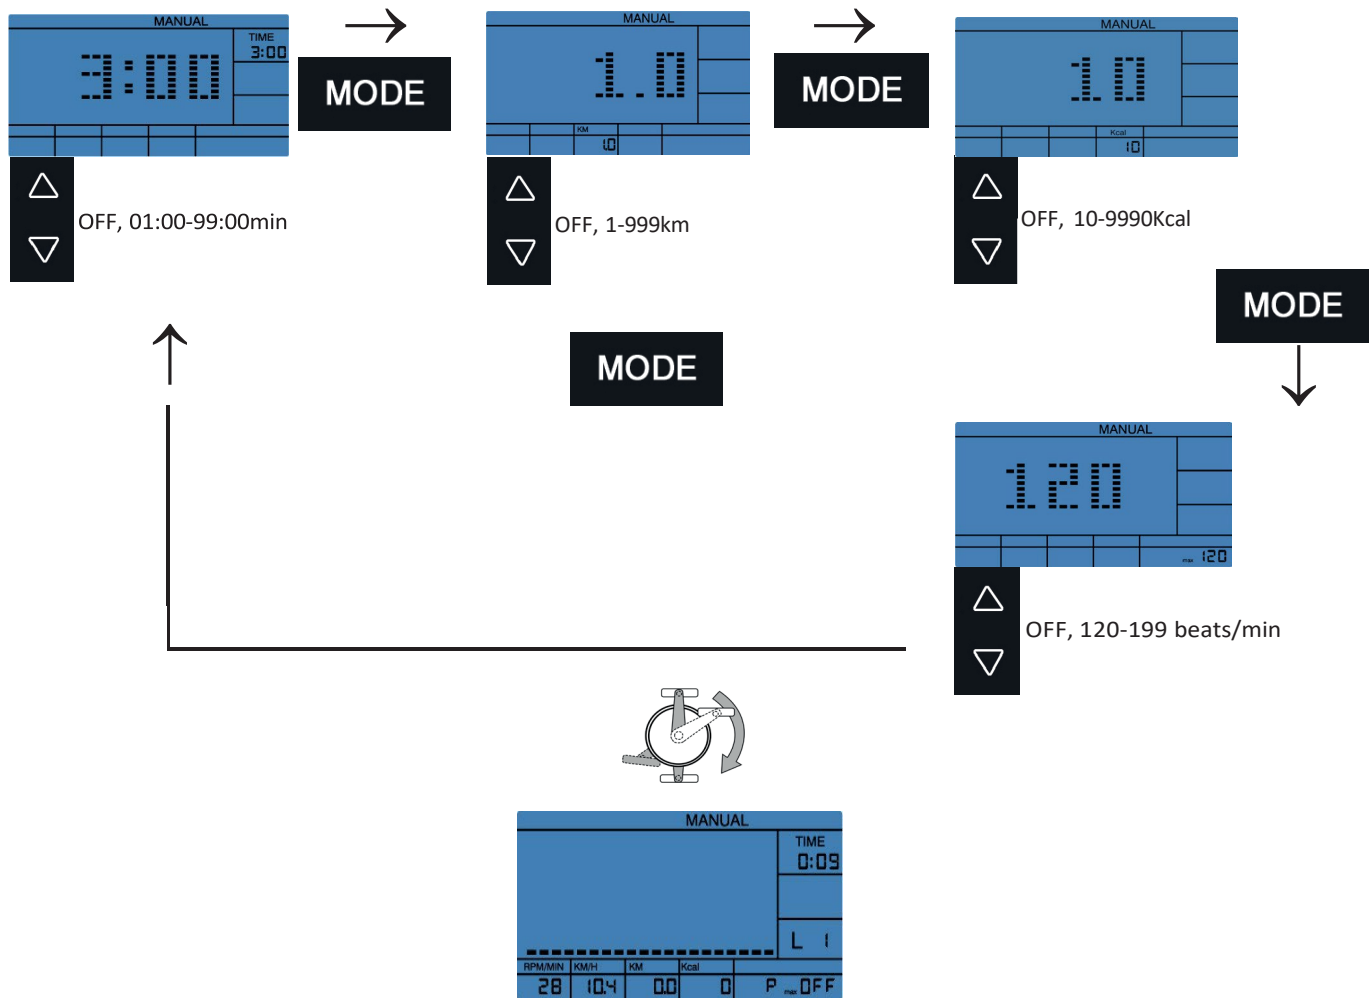 MANUAL
TIME
3:00
3:00
MODE
MANUAL
1.0
KM
1.0
MODE
MANUAL
10
Kcal
10
OFF, 01:00-99:00min
OFF, 1-999km
OFF, 10-9990Kcal
MODE
MODE
MANUAL
120
max 120
OFF, 120-199 beats/min
MANUAL
TIME
0:09
L 1
RPM/MIN KM/H KM Kcal
28 10.4 0.0 0 P max OFF